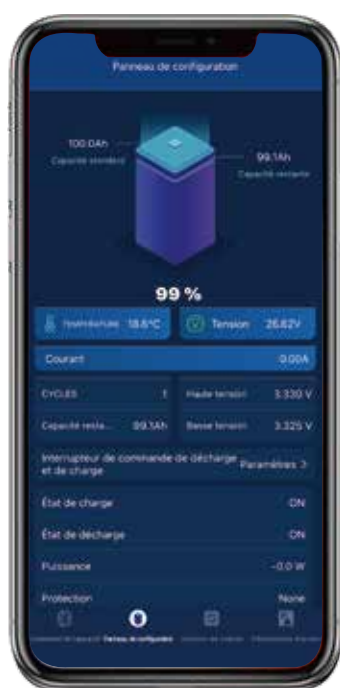 Panneau de configuration
100.0Ah
Capacité standard
99.1Ah
Capacité restante
99 %
Température 18.6°C
Tension 26.62V
Courant 0.00A
CYCLES 1
Haute tension 3.330 V
Capacité resta... 99.1Ah
Basse tension 3.325 V
Interrupteur de commande de décharge
et de charge
Paramètres >
État de charge ON
État de décharge ON
Puissance -0.0 W
Protection None
Panneau de configuration